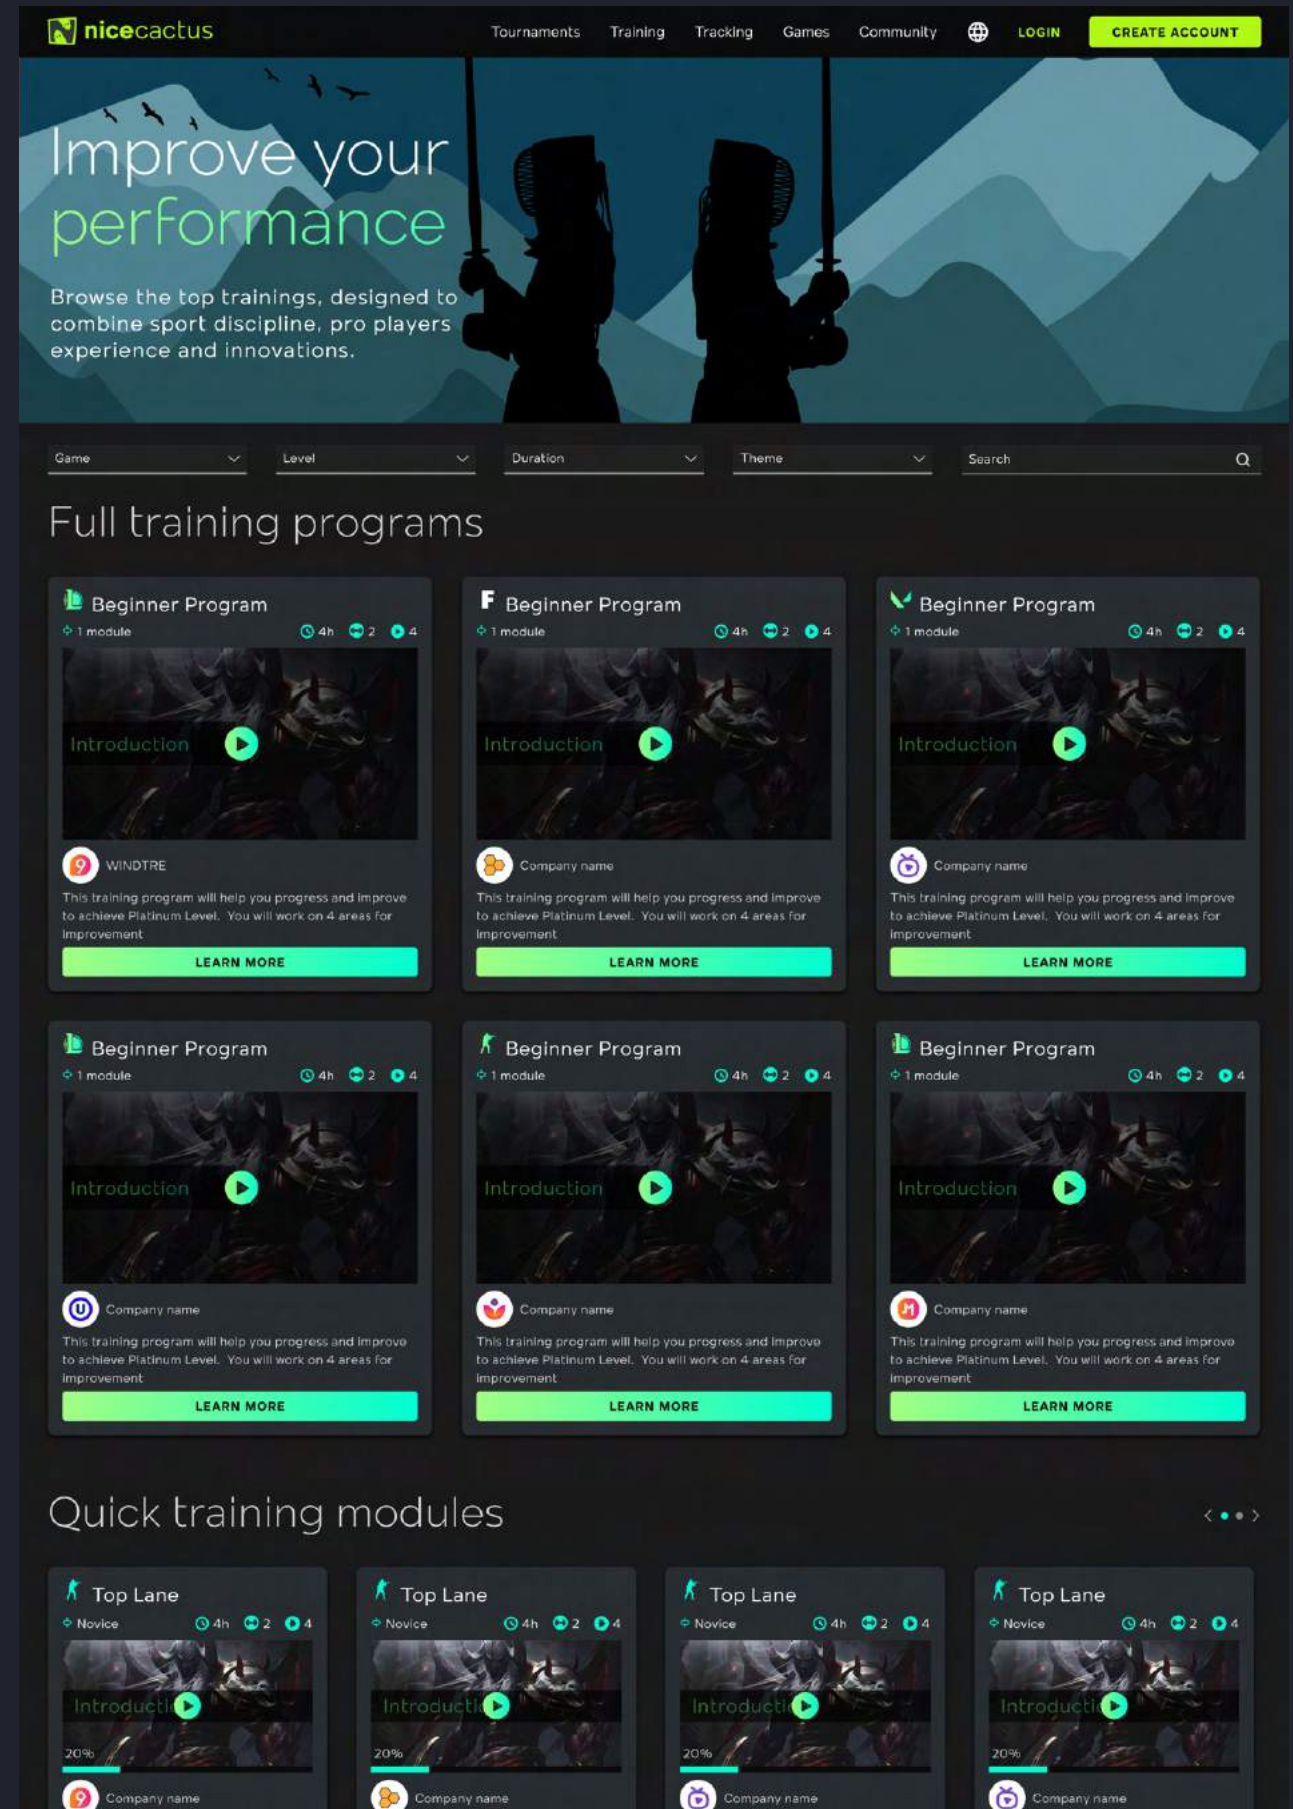 nicecactus
Tournaments Training Tracking Games Community LOGIN CREATE ACCOUNT
Improve your
performance
Browse the top trainings, designed to
combine sport discipline, pro players
experience and innovations.
Game Level Duration Theme Search
Full training programs
Beginner Program
1 module 4h 2 4
Introduction
WINDTRE
This training program will help you progress and improve
to achieve Platinum Level. You will work on 4 areas for
improvement
LEARN MORE
F Beginner Program
1 module 4h 2 4
Introduction
Company name
This training program will help you progress and improve
to achieve Platinum Level. You will work on 4 areas for
improvement
LEARN MORE
Beginner Program
1 module 4h 2 4
Introduction
Company name
This training program will help you progress and improve
to achieve Platinum Level. You will work on 4 areas for
improvement
LEARN MORE
Beginner Program
1 module 4h 2 4
Introduction
Company name
This training program will help you progress and improve
to achieve Platinum Level. You will work on 4 areas for
improvement
LEARN MORE
Beginner Program
1 module 4h 2 4
Introduction
Company name
This training program will help you progress and improve
to achieve Platinum Level. You will work on 4 areas for
improvement
LEARN MORE
Beginner Program
1 module 4h 2 4
Introduction
Company name
This training program will help you progress and improve
to achieve Platinum Level. You will work on 4 areas for
improvement
LEARN MORE
Quick training modules
Top Lane
Novice 4h 2 4
Introductio
20%
Company name
Top Lane
Novice 4h 2 4
Introductio
20%
Company name
Top Lane
Novice 4h 2 4
Introductio
20%
Company name
Top Lane
Novice 4h 2 4
Introductio
20%
Company name